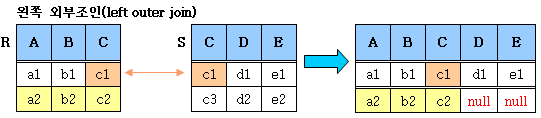 왼쪽 외부조인(left outer join)
R A B C S C D E A B C D E
a1 b1 c1 c1 d1 e1 a1 b1 c1 d1 e1
a2 b2 c2 c3 d2 e2 a2 b2 c2 null null